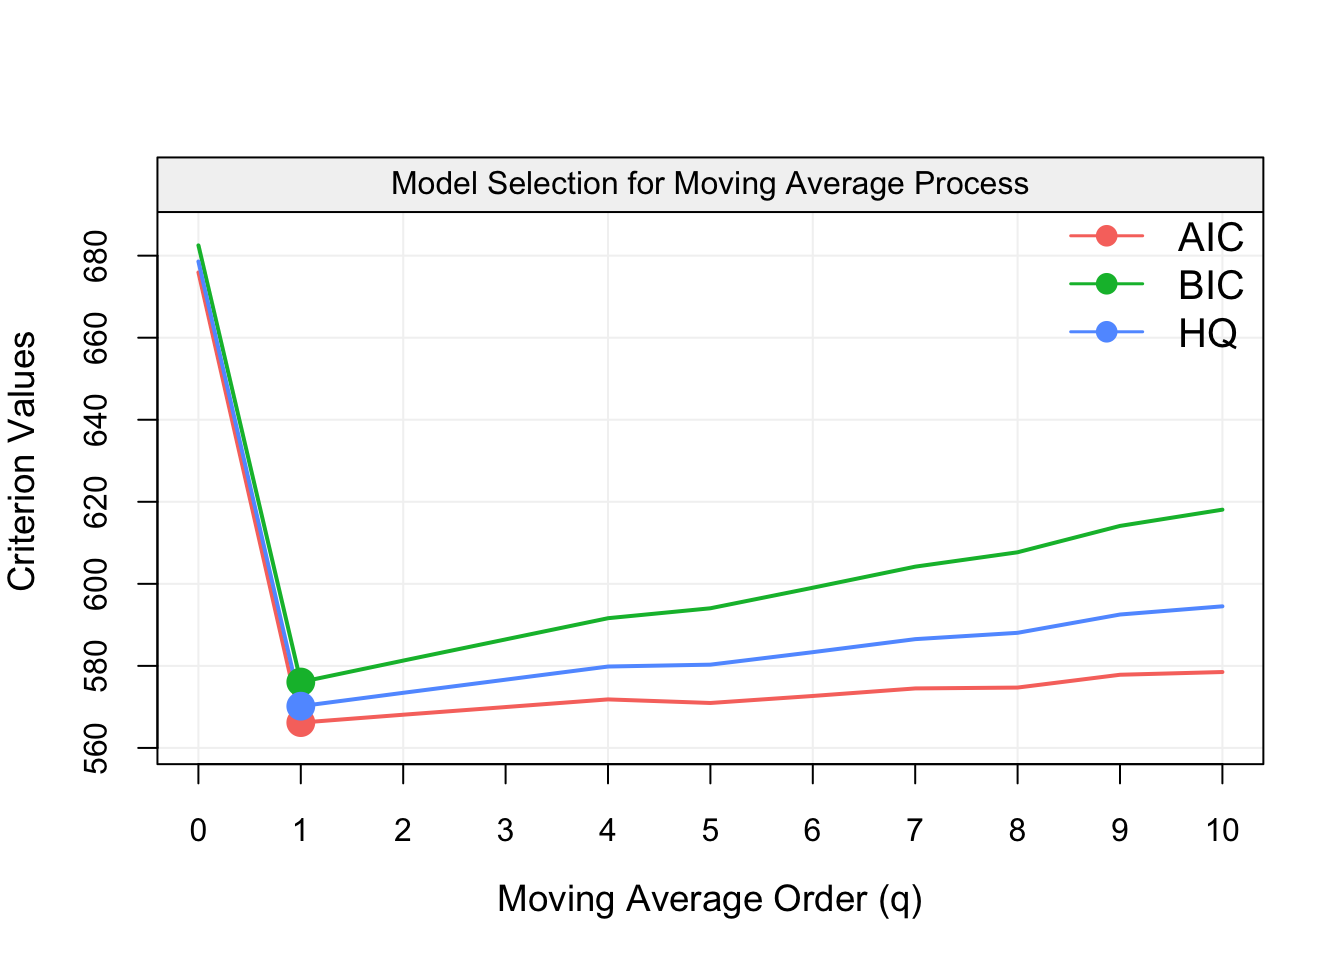 Model Selection for Moving Average Process
AIC
BIC
HQ
Criterion Values
680
660
640
620
600
580
560
0 1 2 3 4 5 6 7 8 9 10
Moving Average Order (q)